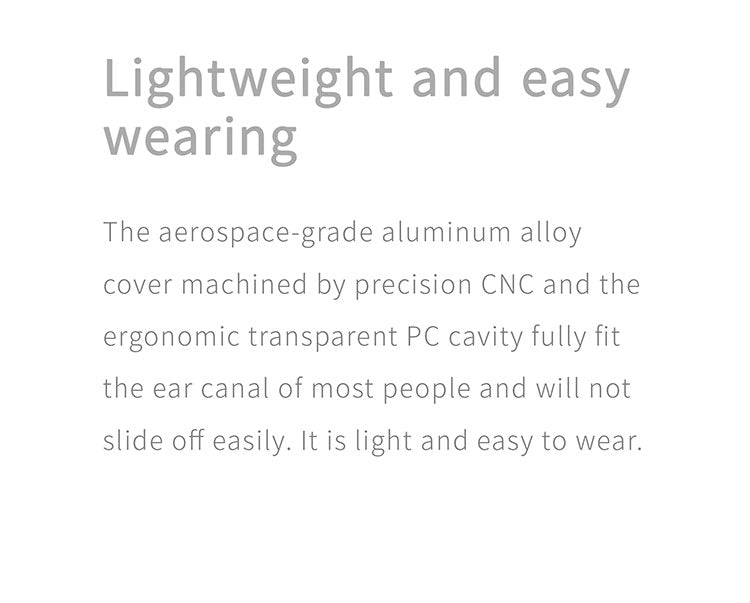 Lightweight and easy
wearing
The aerospace-grade aluminum alloy
cover machined by precision CNC and the
ergonomic transparent PC cavity fully fit
the ear canal of most people and will not
slide off easily. It is light and easy to wear.